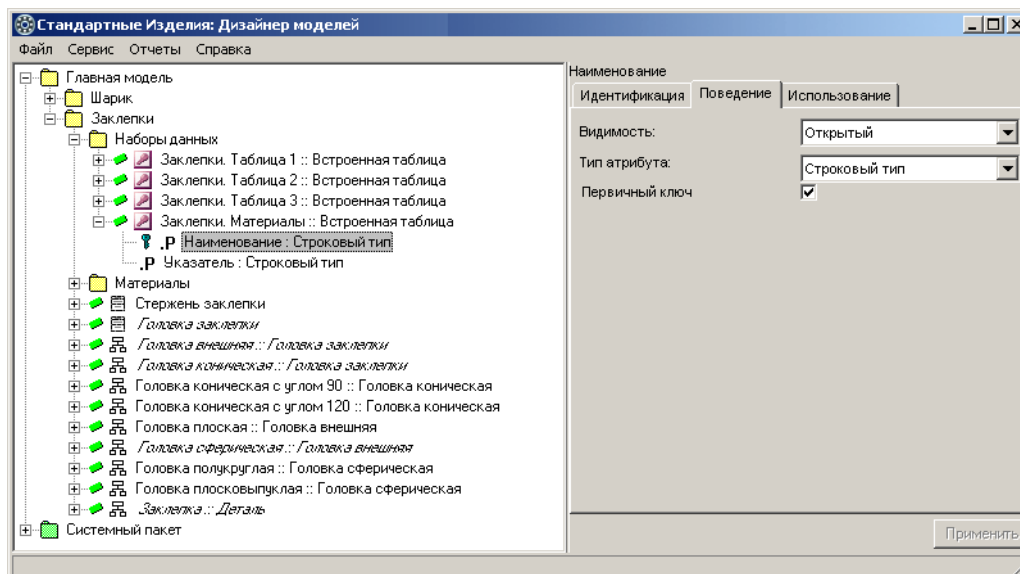 Стандартные Изделия: Дизайнер моделей
Файл Сервис Отчеты Справка
Главная модель
Шарик
Заклепки
Наборы данных
Заклепки. Таблица 1 :: Встроенная таблица
Заклепки. Таблица 2 :: Встроенная таблица
Заклепки. Таблица 3 :: Встроенная таблица
Заклепки. Материалы :: Встроенная таблица
.P Наименование : Строковый тип
.P Указатель : Строковый тип
Материалы
Стержень заклепки
Головка заклепки
Головка внешняя :: Головка заклепки
Головка коническая :: Головка заклепки
Головка коническая с углом 90 :: Головка коническая
Головка коническая с углом 120 :: Головка коническая
Головка плоская :: Головка внешняя
Головка сферическая :: Головка внешняя
Головка полукруглая :: Головка сферическая
Головка плосковыпуклая :: Головка сферическая
Заклепка :: Деталь
Системный пакет
Наименование
Идентификация Поведение Использование
Видимость: Открытый
Тип атрибута: Строковый тип
Первичный ключ
Применить